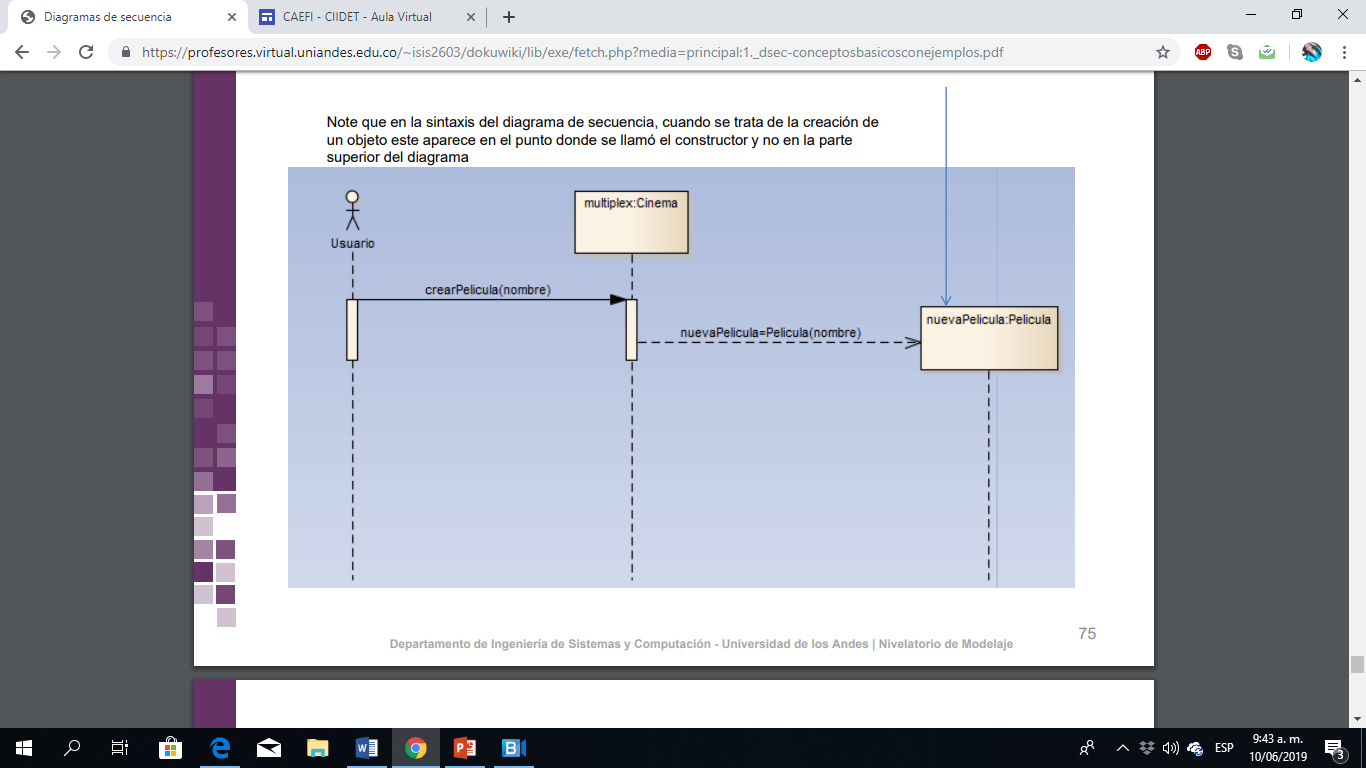 Diagramas de secuencia
CAEFI - CIIDET - Aula Virtual
https://profesores.virtual.uniandes.edu.co/~isis2603/dokuwiki/lib/exe/fetch.php?media=principal:1._dsec-conceptosbasicosconejemplos.pdf
ABP
Note que en la sintaxis del diagrama de secuencia, cuando se trata de la creación de
un objeto este aparece en el punto donde se llamó el constructor y no en la parte
superior del diagrama
multiplex:Cinema
Usuario
crearPelicula(nombre)
nuevaPelicula:Pelicula
nuevaPelicula=Pelicula(nombre)
75
Departamento de Ingeniería de Sistemas y Computación - Universidad de los Andes | Nivelatorio de Modelaje
ESP
9:43 a. m.
10/06/2019
3